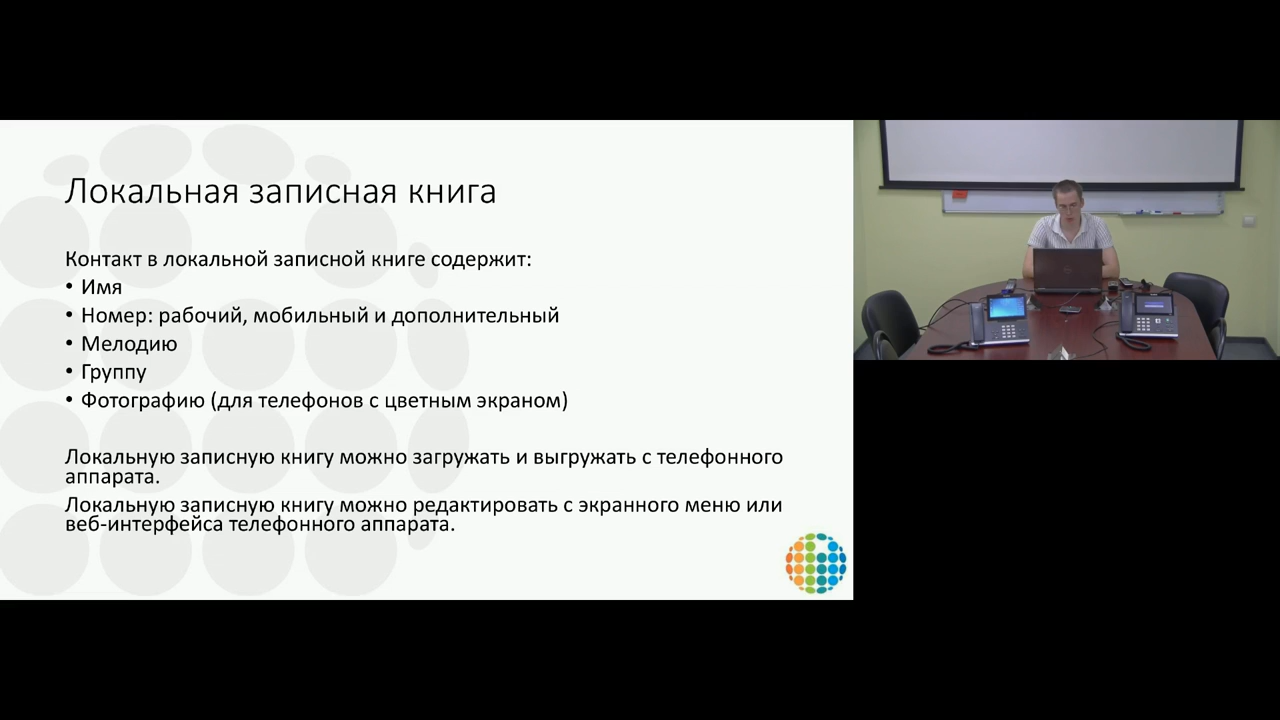 Локальная записная книга
Контакт в локальной записной книге содержит:
• Имя
• Номер: рабочий, мобильный и дополнительный
• Мелодию
• Группу
• Фотографию (для телефонов с цветным экраном)
Локальную записную книгу можно загружать и выгружать с телефонного
аппарата.
Локальную записную книгу можно редактировать с экранного меню или
веб-интерфейса телефонного аппарата.